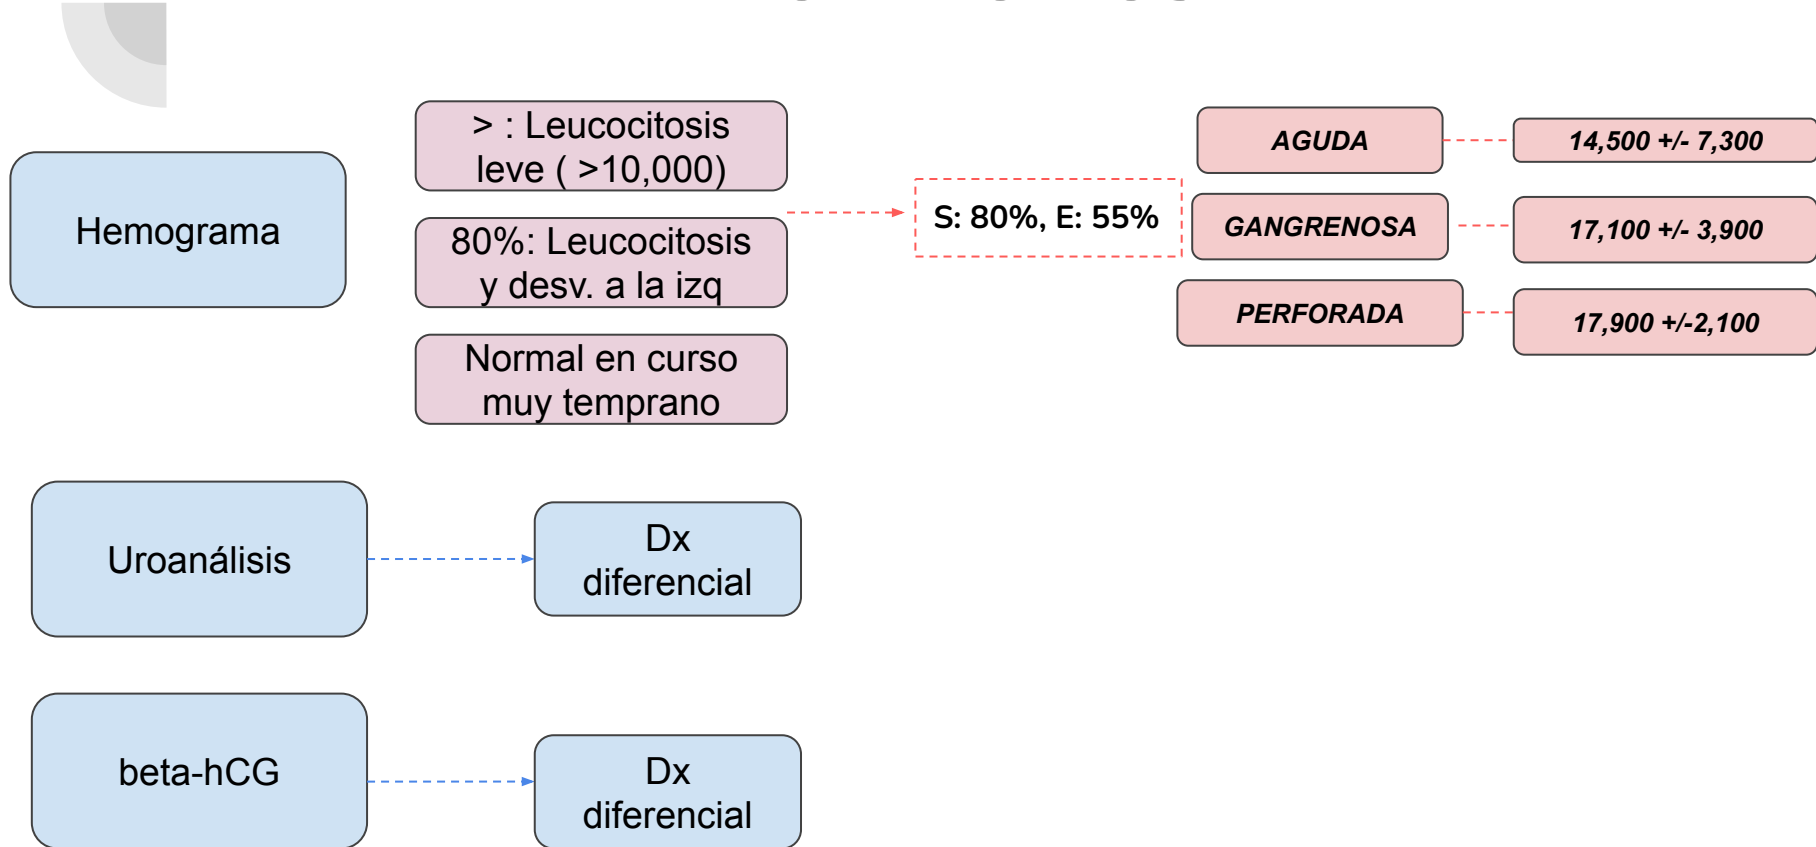 Hemograma
> : Leucocitosis
leve ( >10,000)
80%: Leucocitosis
y desv. a la izq
Normal en curso
muy temprano
S: 80%, E: 55%
AGUDA
14,500 +/- 7,300
GANGRENOSA
17,100 +/- 3,900
PERFORADA
17,900 +/-2,100
Uroanálisis
Dx
diferencial
beta-hCG
Dx
diferencial